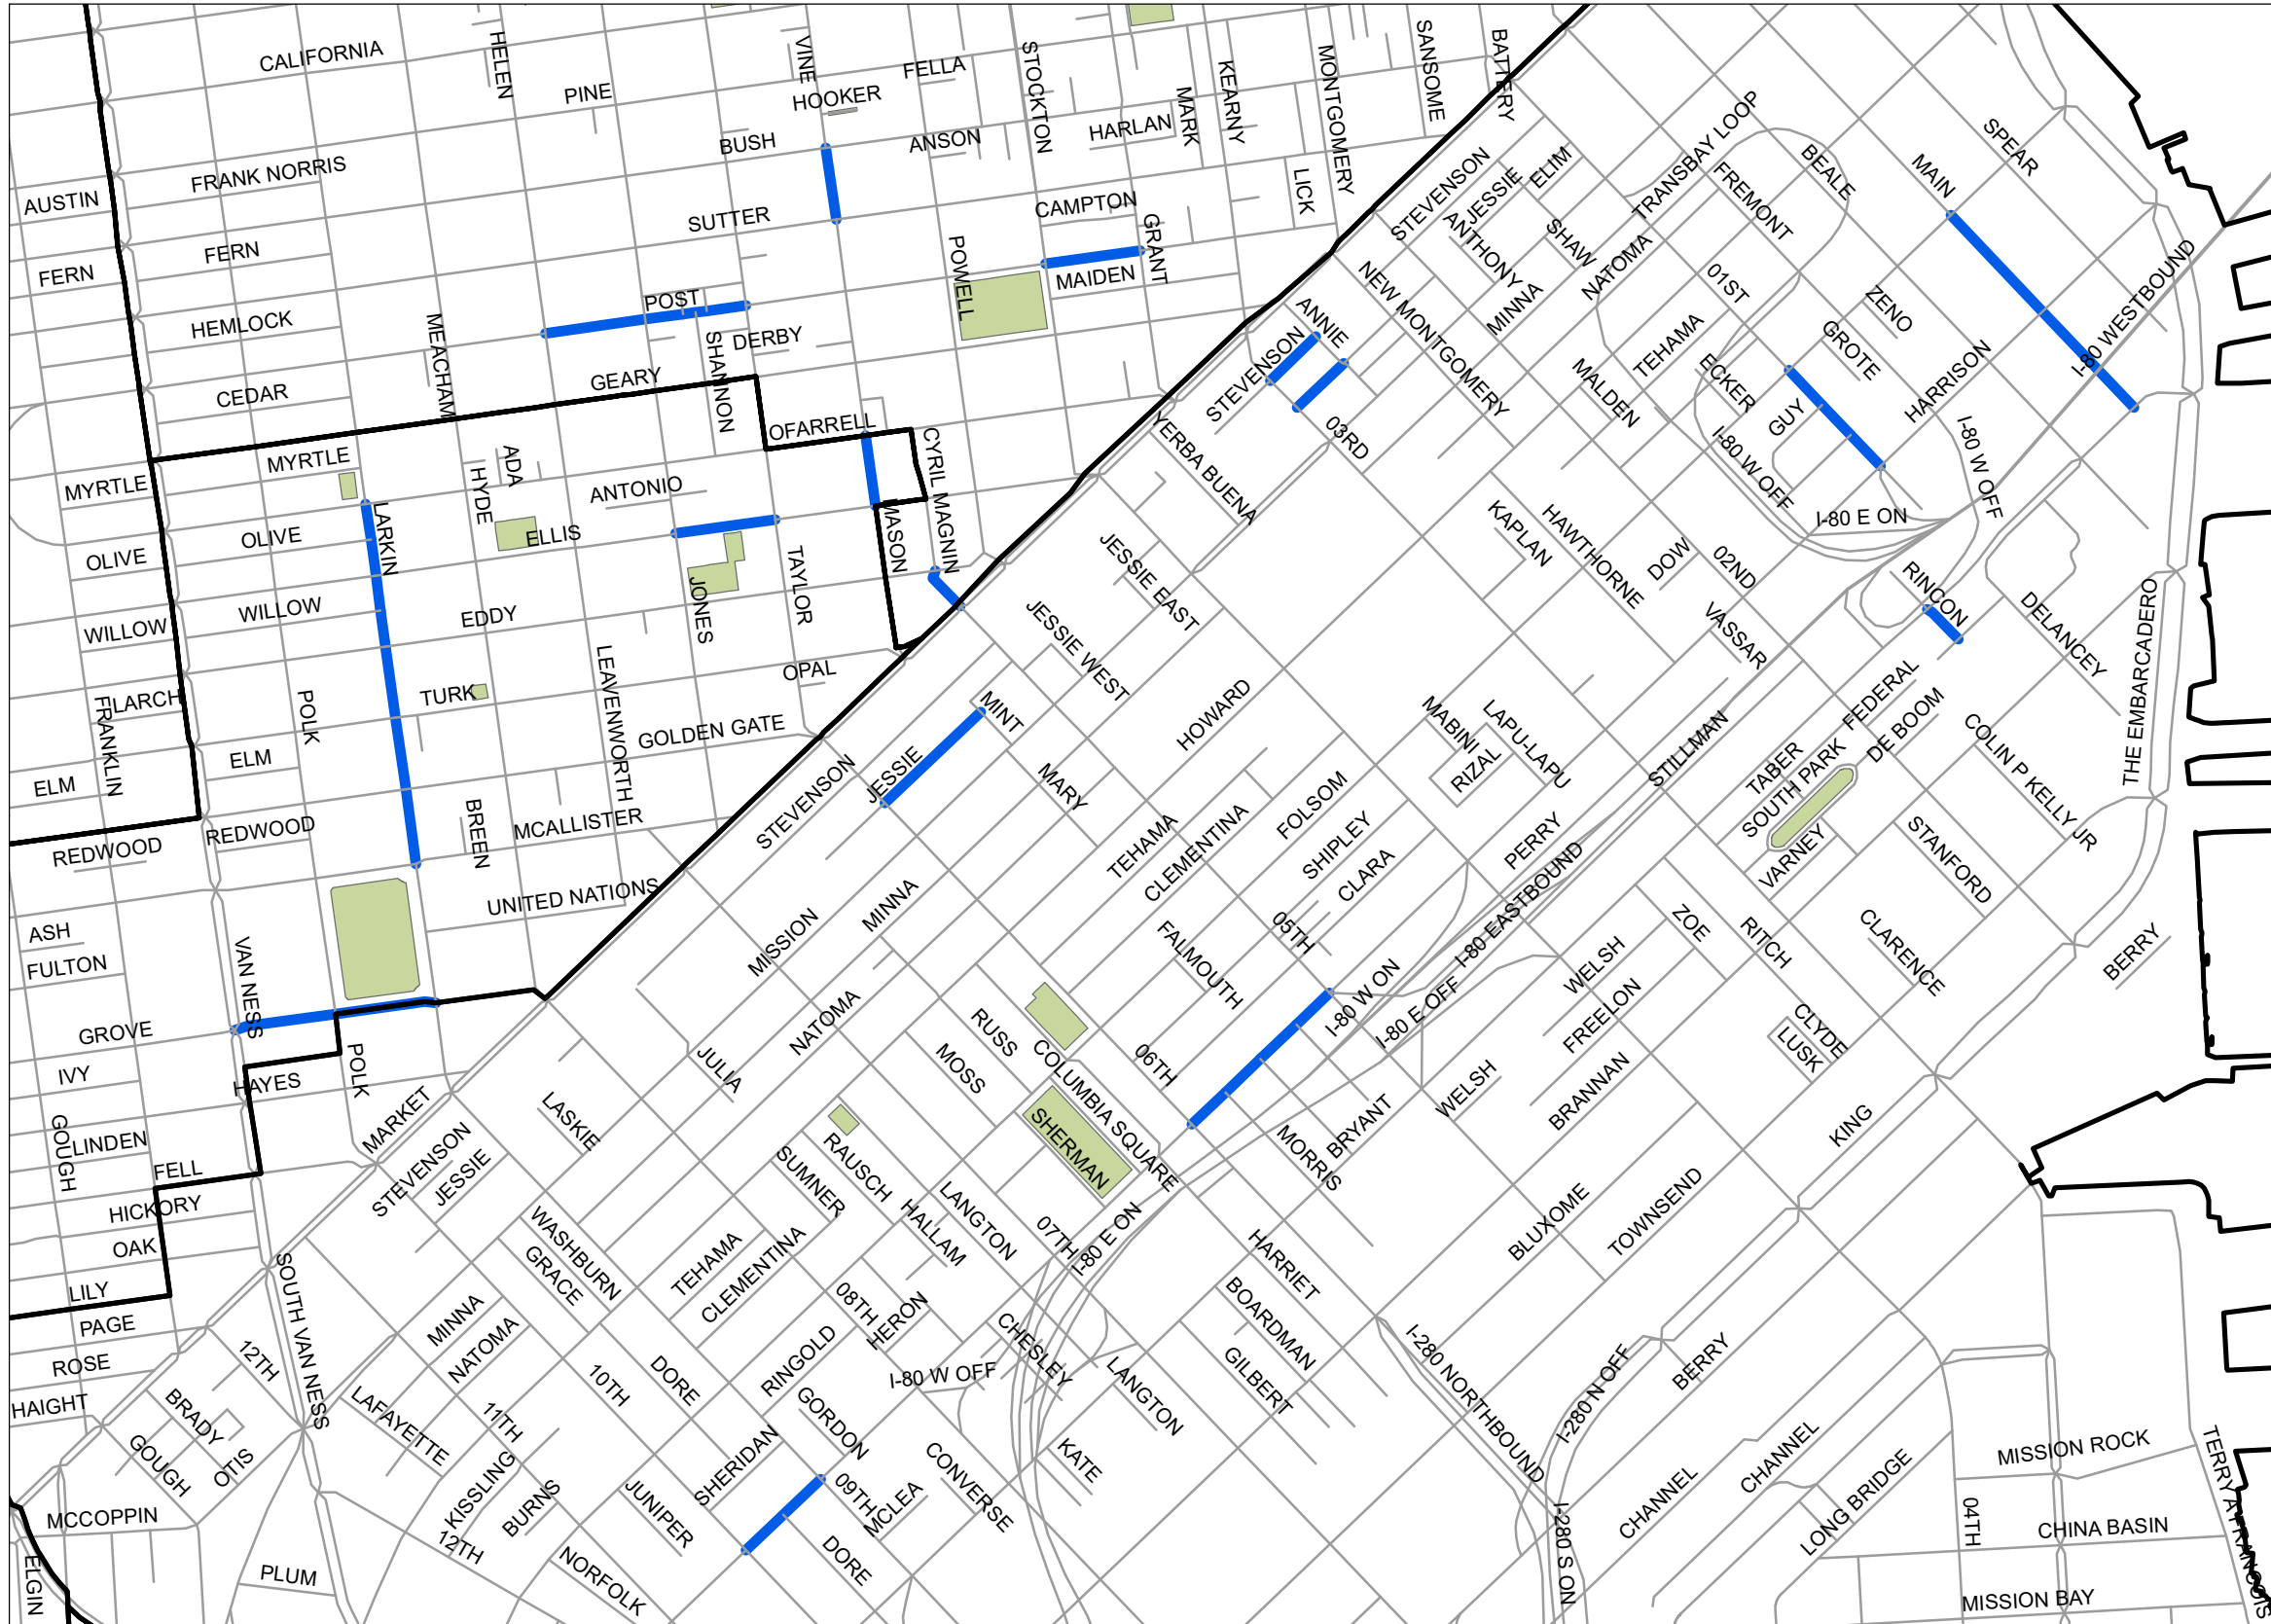 CALIFORNIA
HELEN
PINE
VINE
HOOKER
FELLA
STOCKTON
MARK
KEARNY
MONTGOMERY
SANSOME
BATTERY
BUSH
ANSON
HARLAN
LICK
FRANK NORRIS
AUSTIN
FERN
FERN
SUTTER
CAMPTON
GRANT
POWELL
MAIDEN
POST
SHANNON
DERBY
HEMLOCK
MEACHAM
CEDAR
GEARY
OFARRELL
CYRIL MAGNIN
MYRTLE
MYRTLE
ADA
HYDE
ANTONIO
ELLIS
MASON
OLIVE
OLIVE
LARKIN
JONES
TAYLOR
WILLOW
WILLOW
EDDY
LEAVENWORTH
OPAL
LARCH
FRANKLIN
POLK
TURK
GOLDEN GATE
ELM
ELM
BREEN
MCALLISTER
REDWOOD
REDWOOD
UNITED NATIONS
ASH
FULTON
VAN NESS
GROVE
IVY
HAYES
POLK
GOUGH
LINDEN
FELL
HICKORY
OAK
LILY
PAGE
ROSE
HAIGHT
MARKET
STEVENSON
JESSIE
LASKIE
SOUTH VAN NESS
12TH
BRADY
GOUGH
OTIS
MCCOPPIN
ELGIN
PLUM
LAFAYETTE
MINNA
NATOMA
11TH
KISSLING
BURNS
12TH
NORFOLK
JUNIPER
WASHBURN
GRACE
10TH
DORE
SHERIDAN
RINGOLD
GORDON
09TH
MCLEA
DORE
CONVERSE
KATE
TEHAMA
CLEMENTINA
SUMNER
RAUSCH
HALLAM
LANGTON
08TH
HERON
I-80 W OFF
CHESLEY
LANGTON
07TH
I-80 E ON
HARRIET
BOARDMAN
GILBERT
JULIA
MISSION
MINNA
NATOMA
MOSS
RUSS
COLUMBIA SQUARE
SHERMAN
06TH
MORRIS
BRYANT
STEVENSON
JESSIE
MINT
MARY
JESSIE WEST
JESSIE EAST
HOWARD
TEHAMA
CLEMENTINA
FOLSOM
SHIPLEY
CLARA
FALMOUTH
05TH
I-80 W ON
I-80 E OFF
I-80 EASTBOUND
PERRY
STILLMAN
MABINI
RIZAL
LAPU-LAPU
WELSH
WELSH
FREELON
ZOE
RITCH
BRANNAN
BLUXOME
TOWNSEND
CLYDE
LUSK
KING
CLARENCE
STANFORD
VARNEY
SOUTH PARK
TABER
FEDERAL
DE BOOM
COLIN P KELLY JR
DELANCEY
RINCON
THE EMBARCADERO
BERRY
BERRY
I-280 NORTHBOUND
I-280 N OFF
I-280 S ON
CHANNEL
CHANNEL
LONG BRIDGE
04TH
MISSION ROCK
CHINA BASIN
MISSION BAY
TERRY A FRANCOIS
STEVENSON
ANNIE
YERBA BUENA
03RD
NEW MONTGOMERY
STEVENSON
JESSIE
ANTHONY
ELIM
SHAW
MINNA
NATOMA
TRANSBAY LOOP
FREMONT
BEALE
MAIN
SPEAR
01ST
TEHAMA
MALDEN
ECKER
GUY
ZENO
GROTE
HARRISON
I-80 WESTBOUND
I-80 W OFF
I-80 W OFF
I-80 E ON
KAPLAN
HAWTHORNE
DOW
02ND
VASSAR